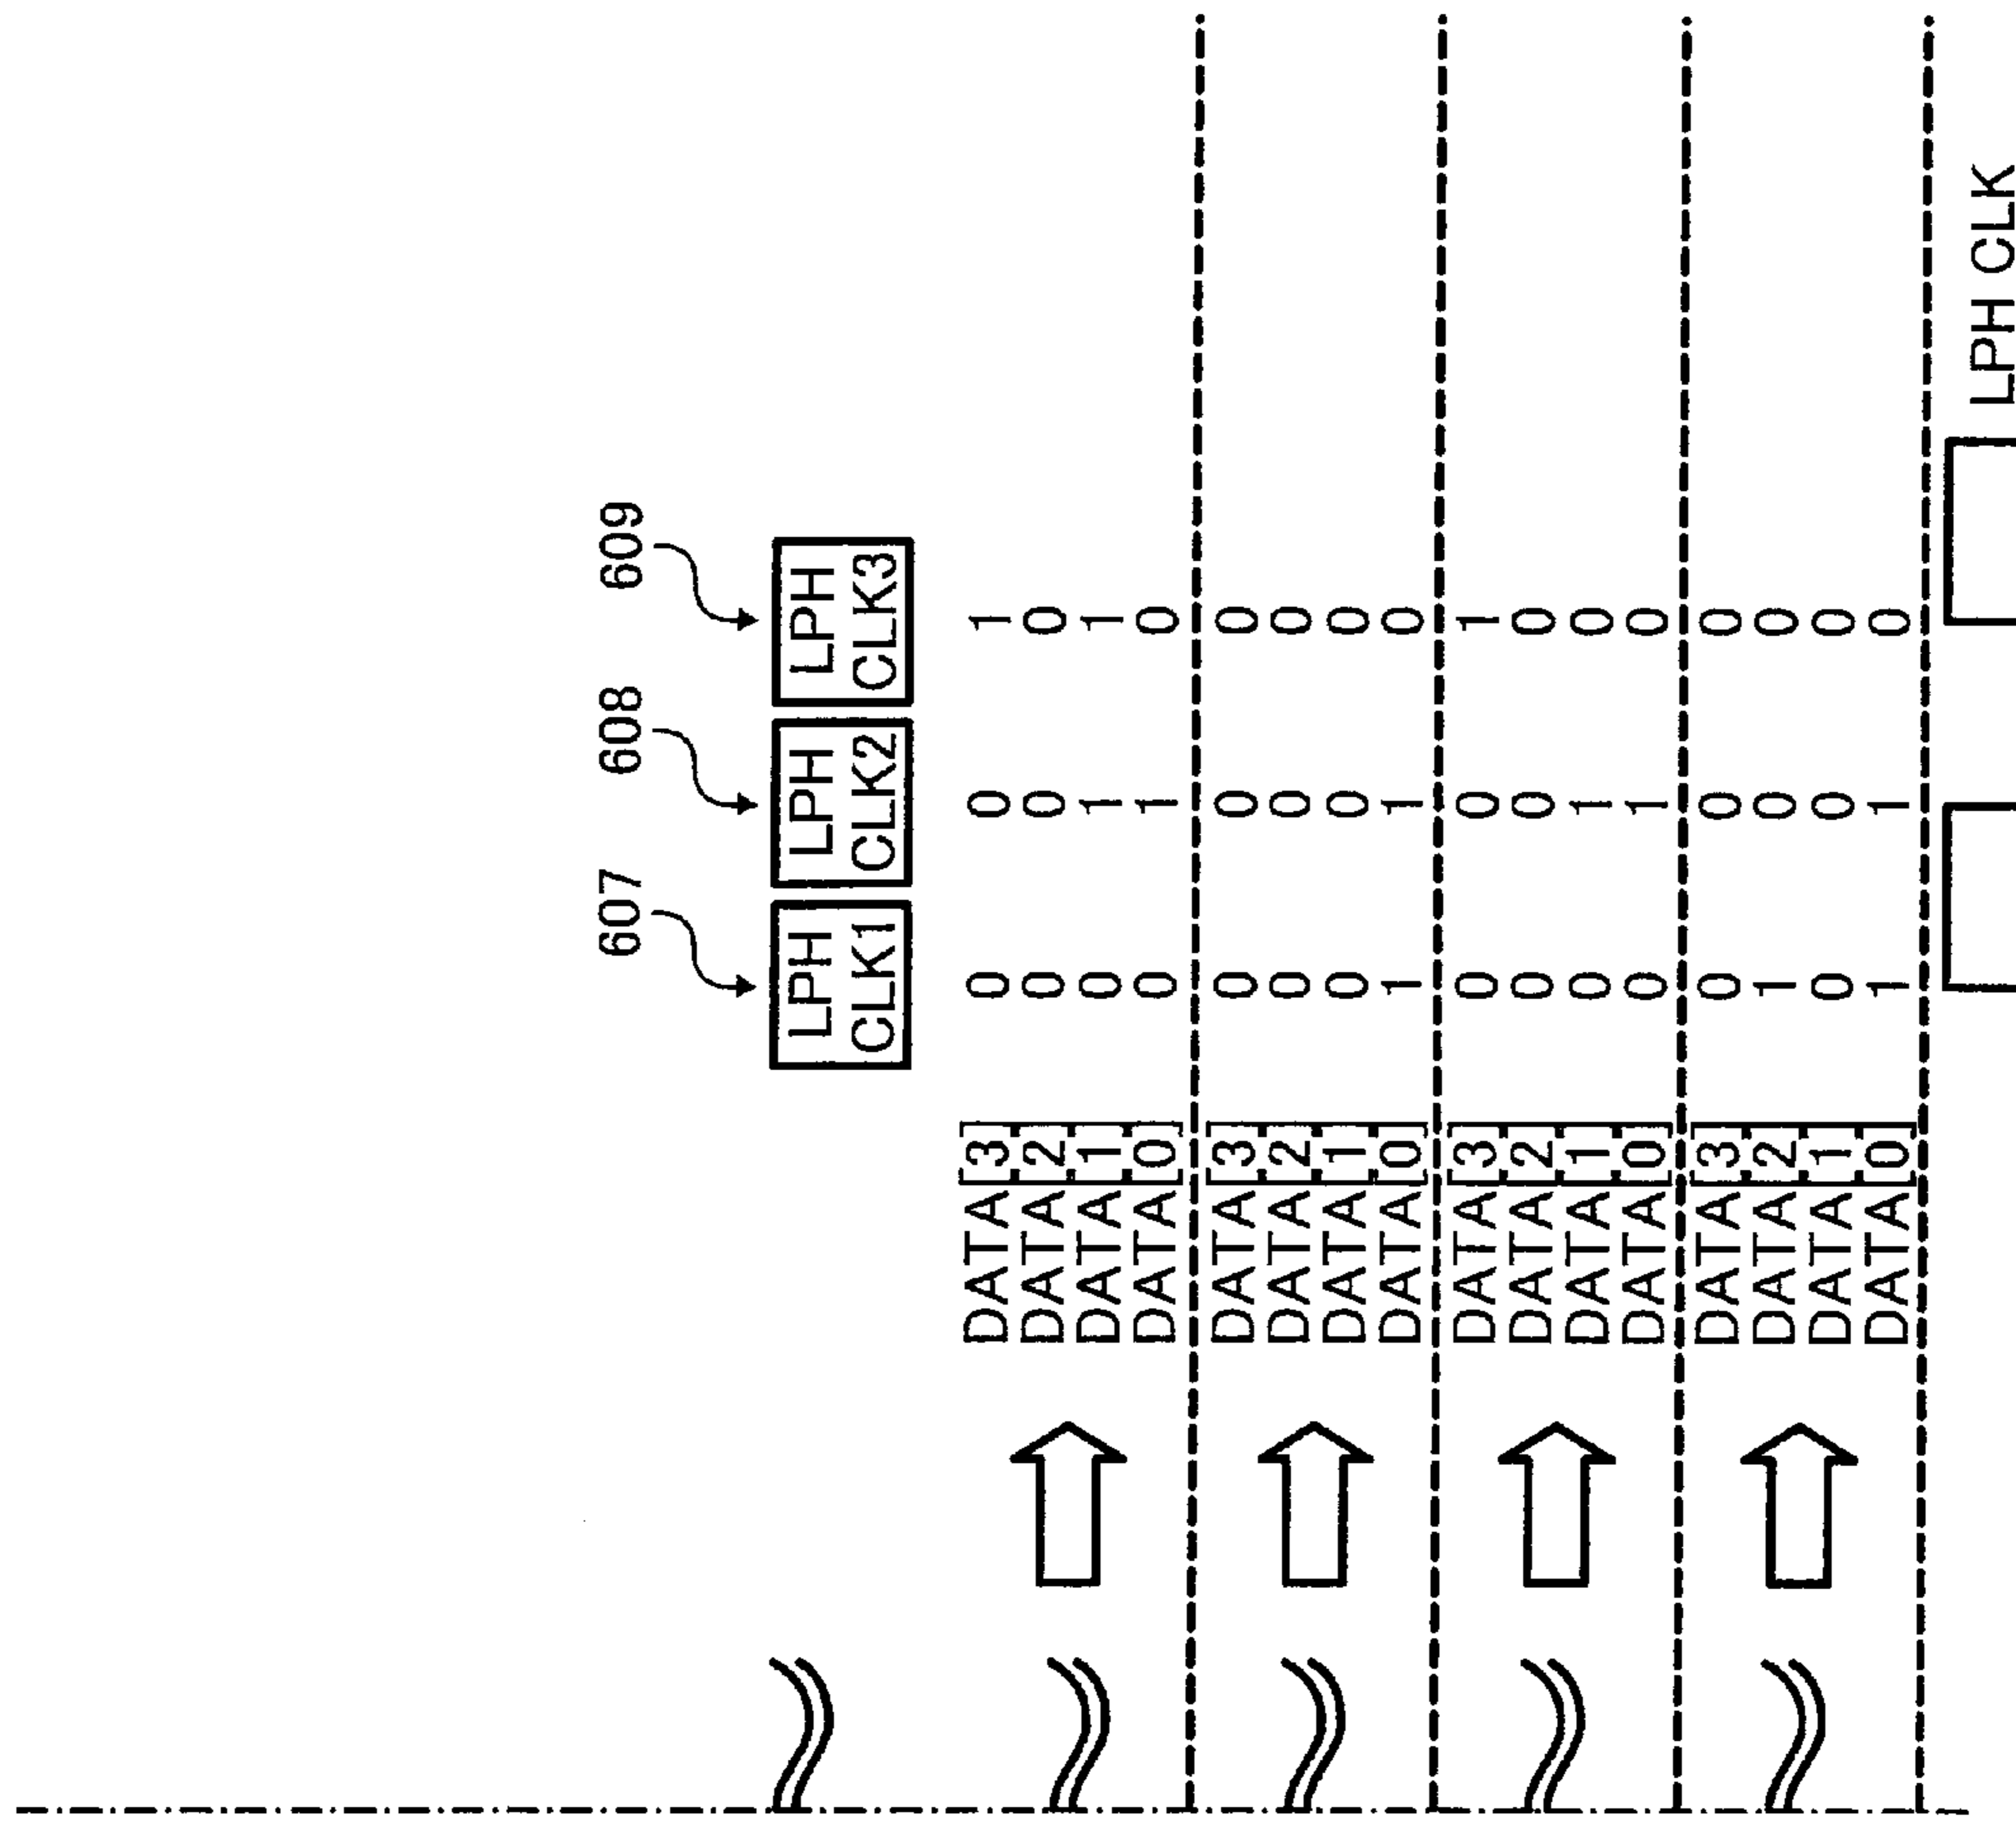 607 608 609
LPH LPH LPH
CLK1 CLK2 CLK3
DATA[3] 0 0 1
DATA[2] 0 0 0
DATA[1] 0 1 1
DATA[0] 0 1 0
DATA[3] 0 0 0
DATA[2] 0 0 0
DATA[1] 0 0 0
DATA[0] 1 1 0
DATA[3] 0 0 1
DATA[2] 0 0 0
DATA[1] 0 1 0
DATA[0] 0 1 0
DATA[3] 0 0 0
DATA[2] 1 0 0
DATA[1] 0 0 0
DATA[0] 1 1 0
LPH CLK